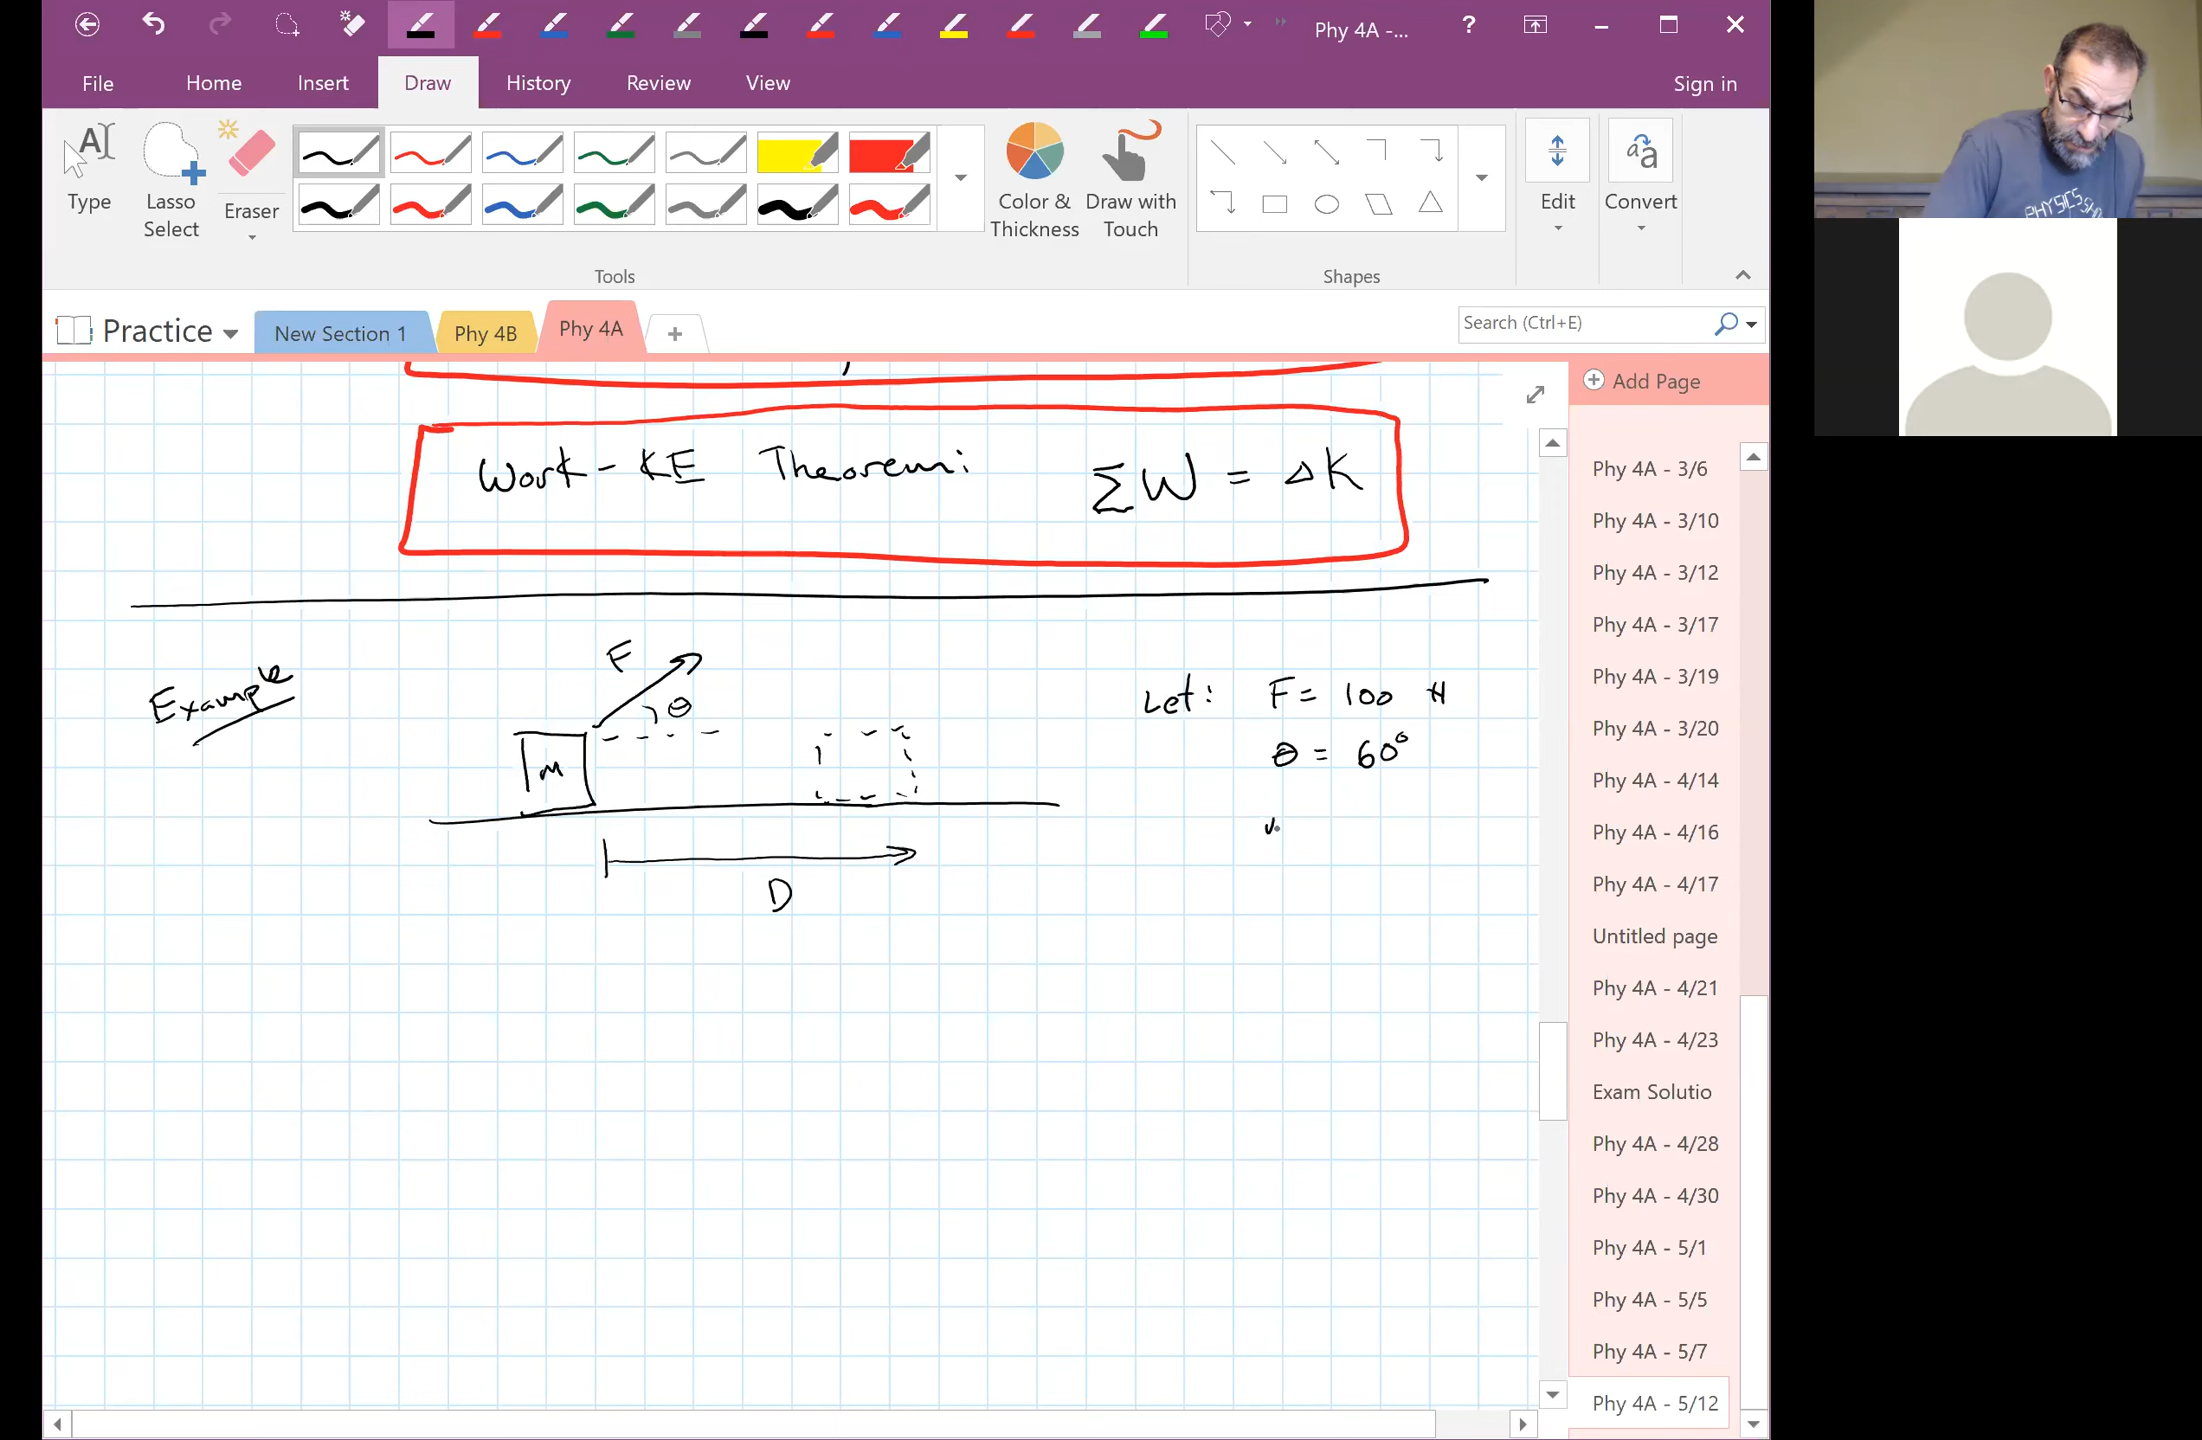 Phy 4A -...
?
File
Home
Insert
Draw
History
Review
View
Sign in
Type
Lasso
Select
Eraser
Color &
Thickness
Draw with
Touch
Edit
Convert
Tools
Shapes
Practice
New Section 1
Phy 4B
Phy 4A
Search (Ctrl+E)
Add Page
Phy 4A - 3/6
Phy 4A - 3/10
Phy 4A - 3/12
Phy 4A - 3/17
Phy 4A - 3/19
Phy 4A - 3/20
Phy 4A - 4/14
Phy 4A - 4/16
Phy 4A - 4/17
Untitled page
Phy 4A - 4/21
Phy 4A - 4/23
Exam Solutio
Phy 4A - 4/28
Phy 4A - 4/30
Phy 4A - 5/1
Phy 4A - 5/5
Phy 4A - 5/7
Phy 4A - 5/12
Work - KE Theorem: ΣW = ΔK
Example
F
θ
M
D
Let: F = 100 N
θ = 60°
PHYSICS